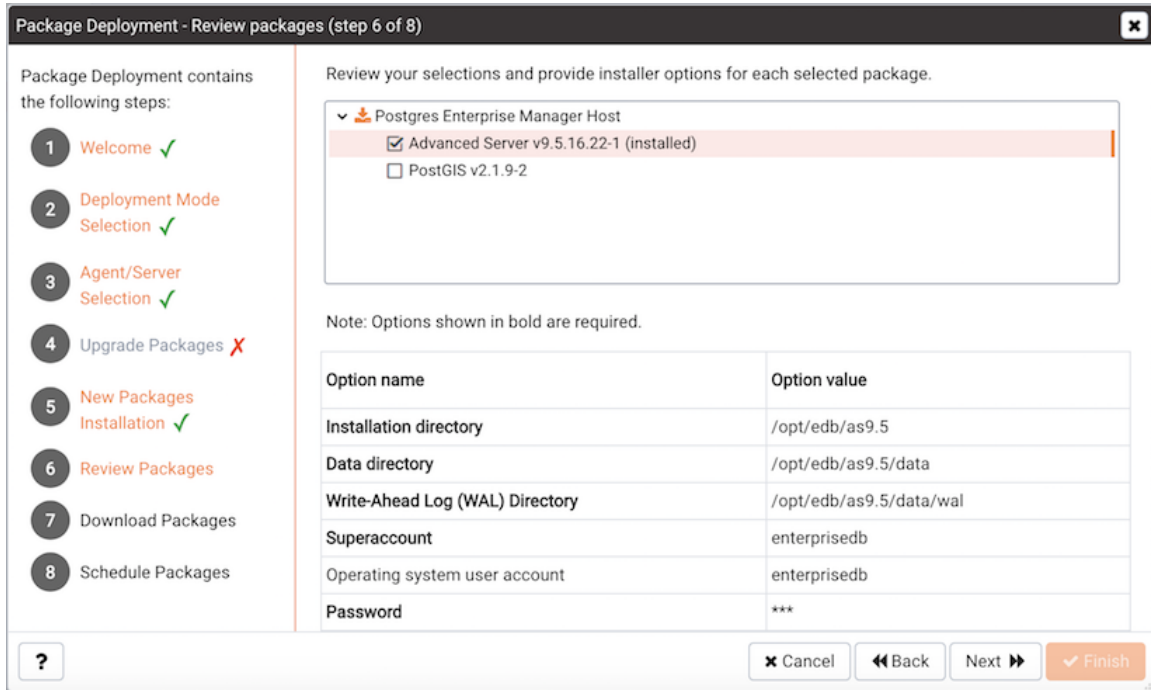 Package Deployment - Review packages (step 6 of 8)
Package Deployment contains
the following steps:
1 Welcome
2 Deployment Mode
Selection
3 Agent/Server
Selection
4 Upgrade Packages
5 New Packages
Installation
6 Review Packages
7 Download Packages
8 Schedule Packages
Review your selections and provide installer options for each selected package.
Postgres Enterprise Manager Host
Advanced Server v9.5.16.22-1 (installed)
PostGIS v2.1.9-2
Note: Options shown in bold are required.
Option name Option value
Installation directory /opt/edb/as9.5
Data directory /opt/edb/as9.5/data
Write-Ahead Log (WAL) Directory /opt/edb/as9.5/data/wal
Superaccount enterprisedb
Operating system user account enterprisedb
Password ***
? Cancel Back Next Finish